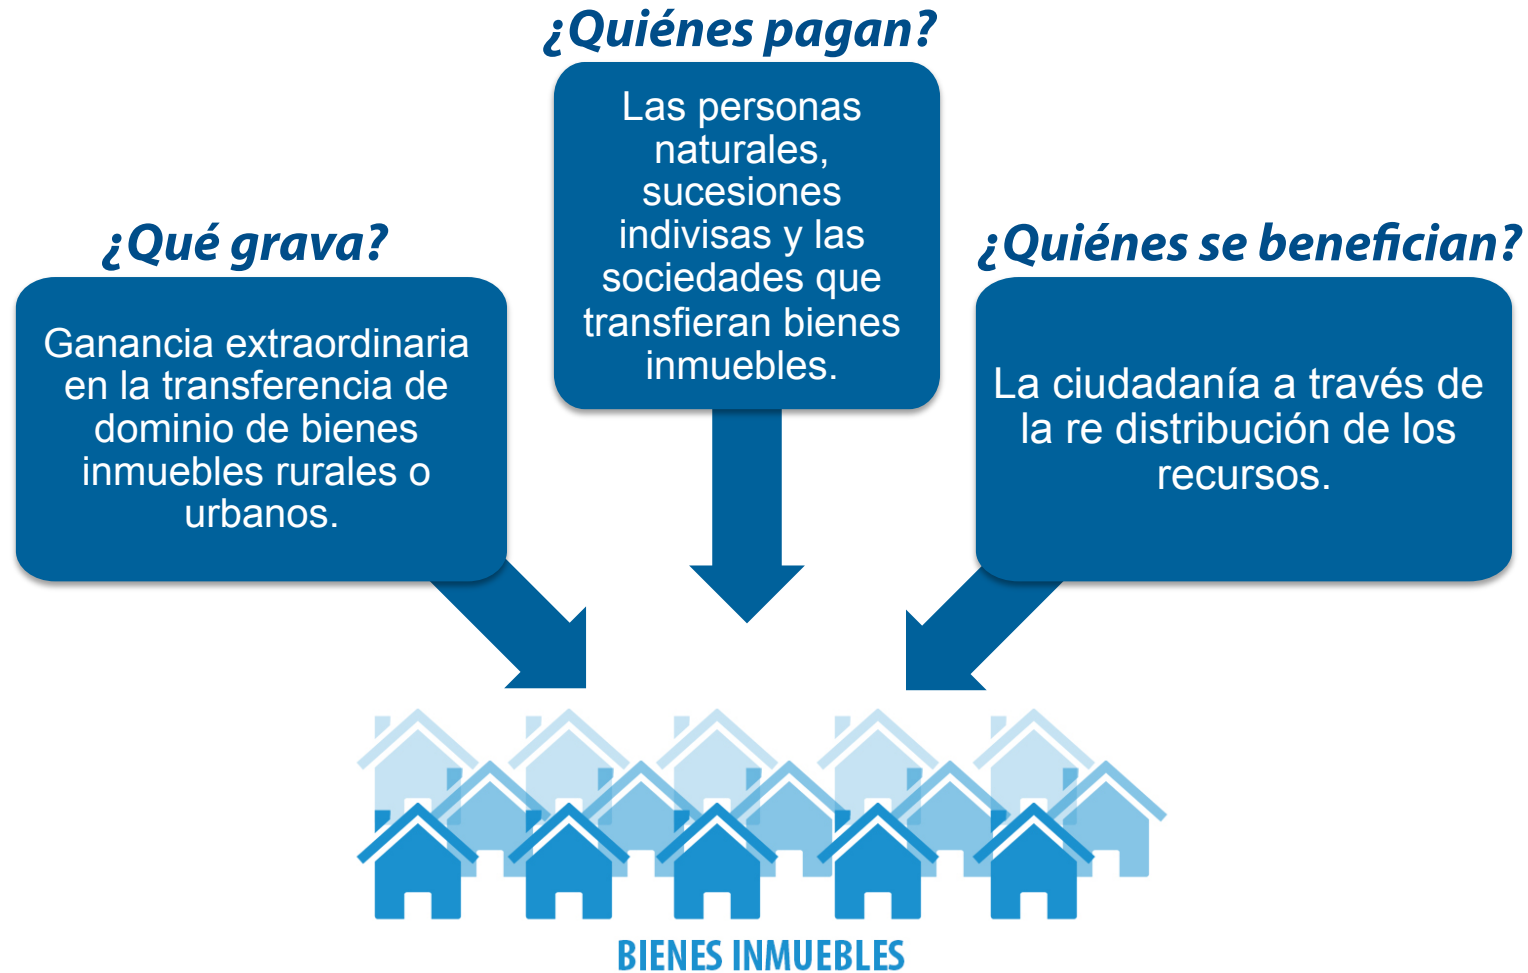 ¿Quiénes pagan?
Las personas
naturales,
sucesiones
indivisas y las
sociedades que
transfieran bienes
inmuebles.
¿Qué grava?
Ganancia extraordinaria
en la transferencia de
dominio de bienes
inmuebles rurales o
urbanos.
¿Quiénes se benefician?
La ciudadanía a través de
la re distribución de los
recursos.
BIENES INMUEBLES